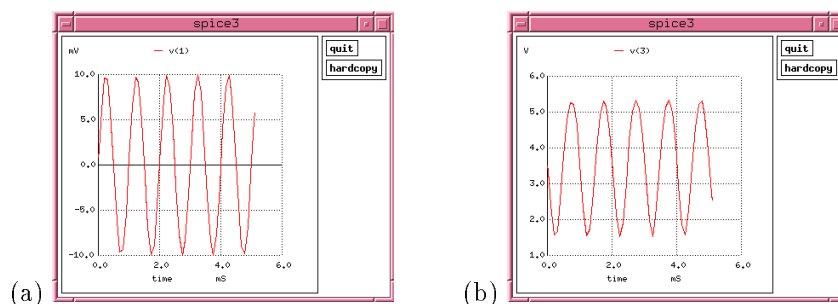 spice3
mV v(1)
quit
hardcopy
10.0
5.0
0.0
-5.0
-10.0
0.0 2.0 4.0 6.0
time mS
(a)
spice3
V v(3)
quit
hardcopy
6.0
5.0
4.0
3.0
2.0
1.0
0.0 2.0 4.0 6.0
time mS
(b)